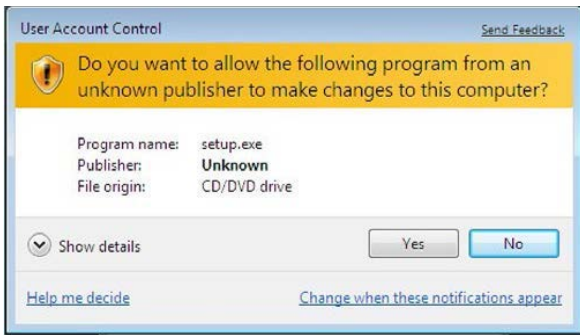 User Account Control
Send Feedback
Do you want to allow the following program from an
unknown publisher to make changes to this computer?
Program name: setup.exe
Publisher: Unknown
File origin: CD/DVD drive
Show details
Yes
No
Help me decide
Change when these notifications appear